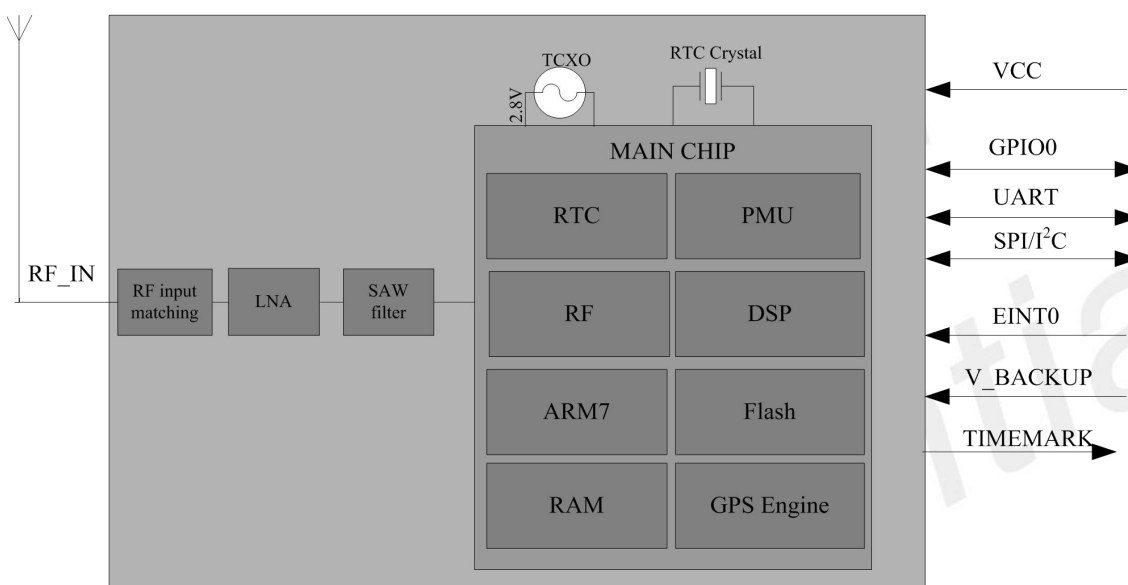 TCXO
RTC Crystal
2.8V
VCC
MAIN CHIP
GPIO0
RTC
PMU
UART
SPI/I²C
RF_IN
RF input
matching
LNA
SAW
filter
RF
DSP
EINT0
V_BACKUP
ARM7
Flash
TIMEMARK
RAM
GPS Engine